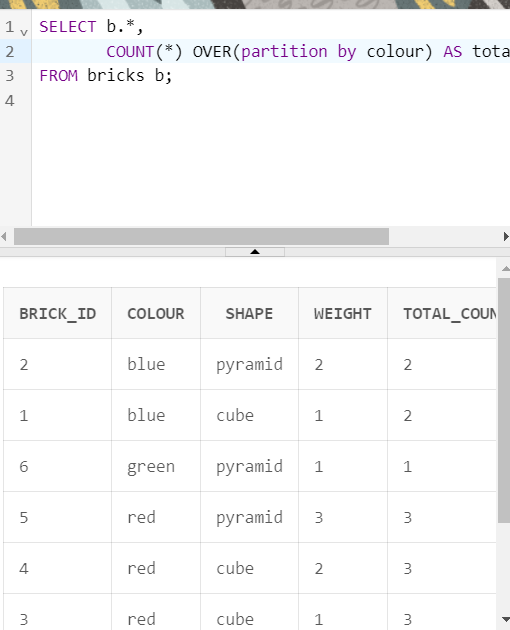 1 SELECT b.*,
2 COUNT(*) OVER(partition by colour) AS tota
3 FROM bricks b;
4
BRICK_ID COLOUR SHAPE WEIGHT TOTAL_COUN
2 blue pyramid 2 2
1 blue cube 1 2
6 green pyramid 1 1
5 red pyramid 3 3
4 red cube 2 3
3 red cube 1 3